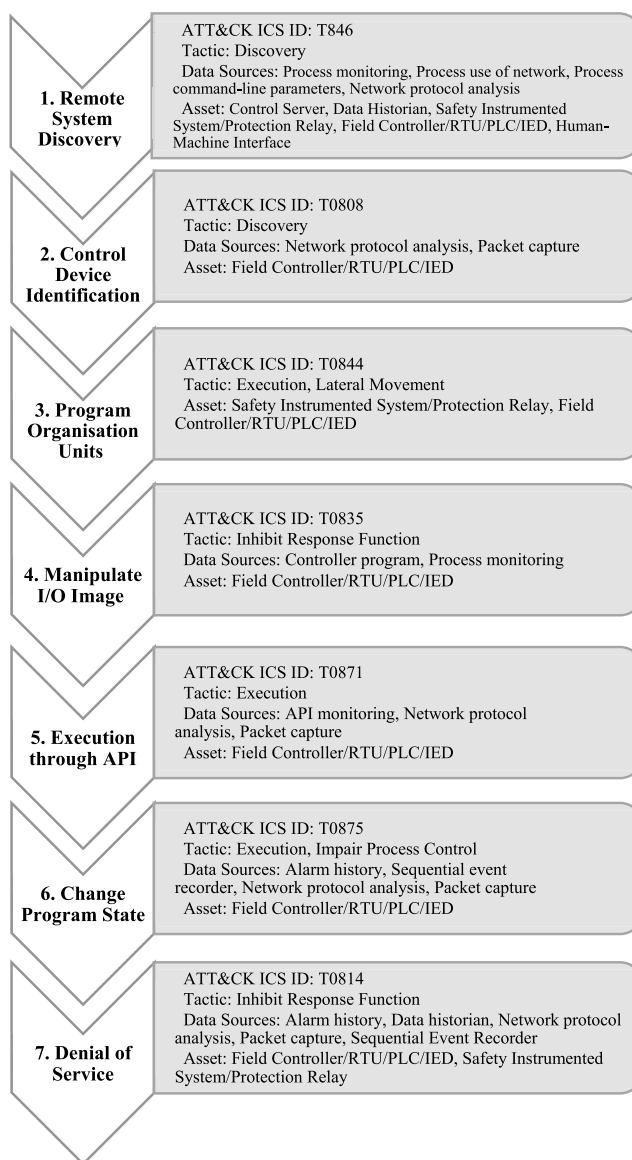 1. Remote
System
Discovery
ATT&CK ICS ID: T846
Tactic: Discovery
Data Sources: Process monitoring, Process use of network, Process
command-line parameters, Network protocol analysis
Asset: Control Server, Data Historian, Safety Instrumented
System/Protection Relay, Field Controller/RTU/PLC/IED, Human-
Machine Interface
2. Control
Device
Identification
ATT&CK ICS ID: T0808
Tactic: Discovery
Data Sources: Network protocol analysis, Packet capture
Asset: Field Controller/RTU/PLC/IED
3. Program
Organisation
Units
ATT&CK ICS ID: T0844
Tactic: Execution, Lateral Movement
Asset: Safety Instrumented System/Protection Relay, Field
Controller/RTU/PLC/IED
4. Manipulate
I/O Image
ATT&CK ICS ID: T0835
Tactic: Inhibit Response Function
Data Sources: Controller program, Process monitoring
Asset: Field Controller/RTU/PLC/IED
5. Execution
through API
ATT&CK ICS ID: T0871
Tactic: Execution
Data Sources: API monitoring, Network protocol
analysis, Packet capture
Asset: Field Controller/RTU/PLC/IED
6. Change
Program State
ATT&CK ICS ID: T0875
Tactic: Execution, Impair Process Control
Data Sources: Alarm history, Sequential event
recorder, Network protocol analysis, Packet capture
Asset: Field Controller/RTU/PLC/IED
7. Denial of
Service
ATT&CK ICS ID: T0814
Tactic: Inhibit Response Function
Data Sources: Alarm history, Data historian, Network protocol
analysis, Packet capture, Sequential Event Recorder
Asset: Field Controller/RTU/PLC/IED, Safety Instrumented
System/Protection Relay